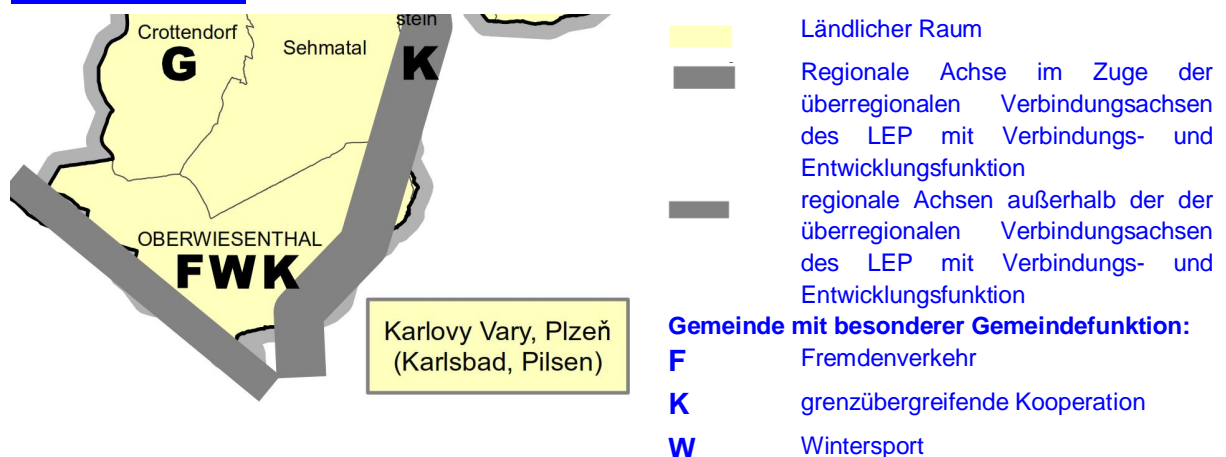 stein
Crottendorf
G
Sehmatal
K
OBERWIESENTHAL
FWK
Karlovy Vary, Plzeň
(Karlsbad, Pilsen)
Ländlicher Raum
Regionale Achse im Zuge der
überregionalen Verbindungsachsen
des LEP mit Verbindungs- und
Entwicklungsfunktion
regionale Achsen außerhalb der der
überregionalen Verbindungsachsen
des LEP mit Verbindungs- und
Entwicklungsfunktion
Gemeinde mit besonderer Gemeindefunktion:
F Fremdenverkehr
K grenzübergreifende Kooperation
W Wintersport